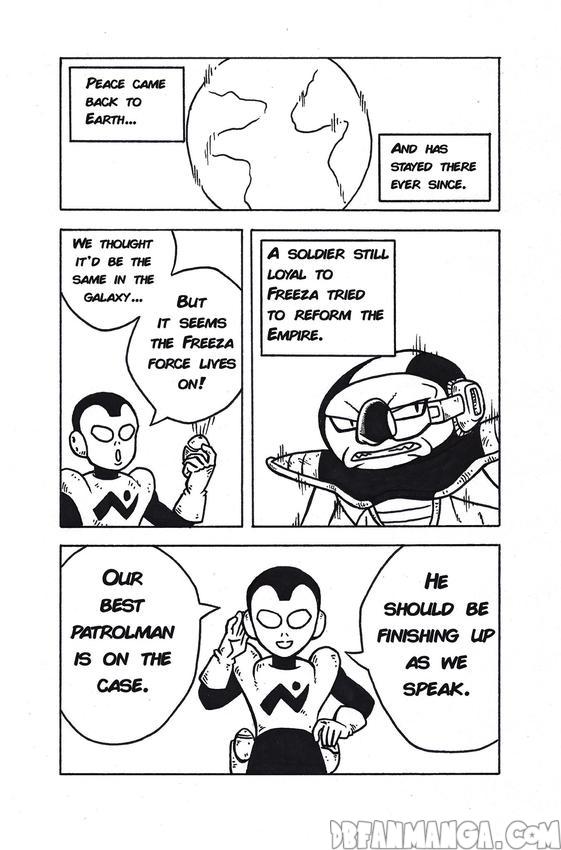 Peace came
back to
Earth...
And has
stayed there
ever since.
We thought
it'd be the
same in the
galaxy...
But
it seems
the Freeza
force lives
on!
A soldier still
loyal to
Freeza tried
to reform the
Empire.
Our
best
patrolman
is on the
case.
He
should be
finishing up
as we
speak.
DBFANMANGA.COM